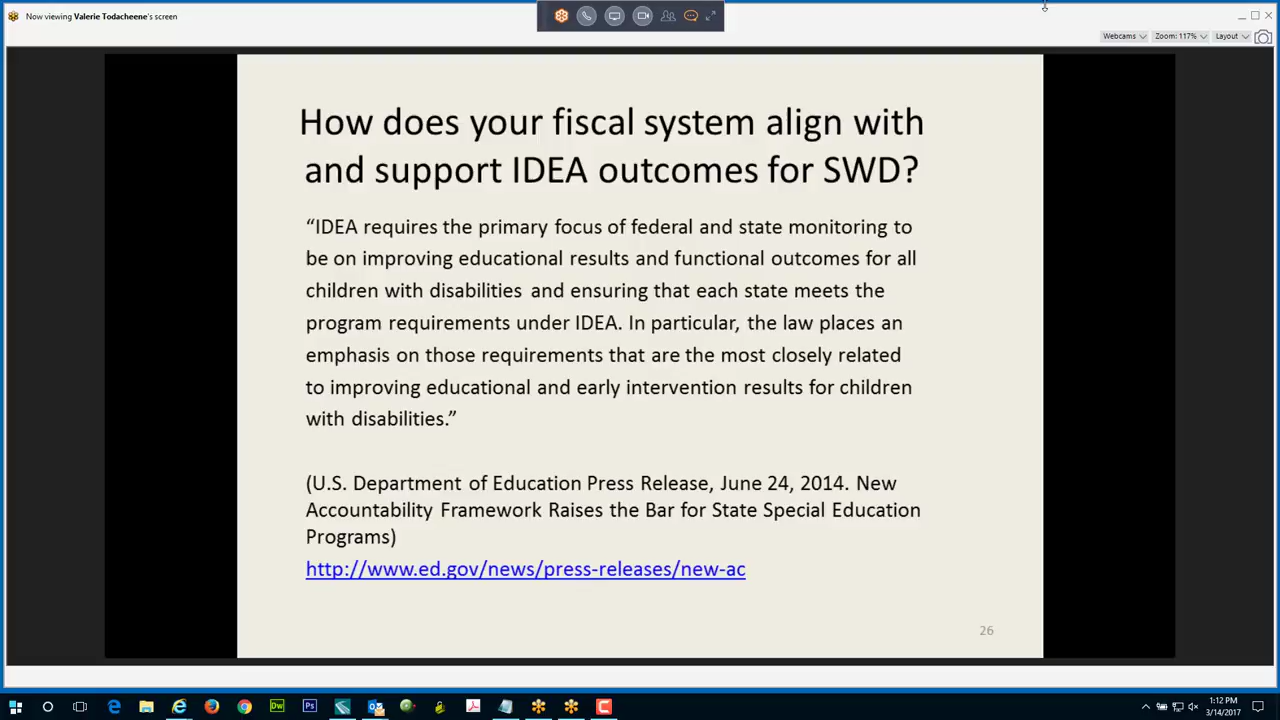 Now viewing Valerie Todacheene's screen
Webcams
Zoom: 117%
Layout
How does your fiscal system align with
and support IDEA outcomes for SWD?
“IDEA requires the primary focus of federal and state monitoring to
be on improving educational results and functional outcomes for all
children with disabilities and ensuring that each state meets the
program requirements under IDEA. In particular, the law places an
emphasis on those requirements that are the most closely related
to improving educational and early intervention results for children
with disabilities.”
(U.S. Department of Education Press Release, June 24, 2014. New
Accountability Framework Raises the Bar for State Special Education
Programs)
http://www.ed.gov/news/press-releases/new-ac
26
Dw
Ps
1:12 PM
3/14/2017